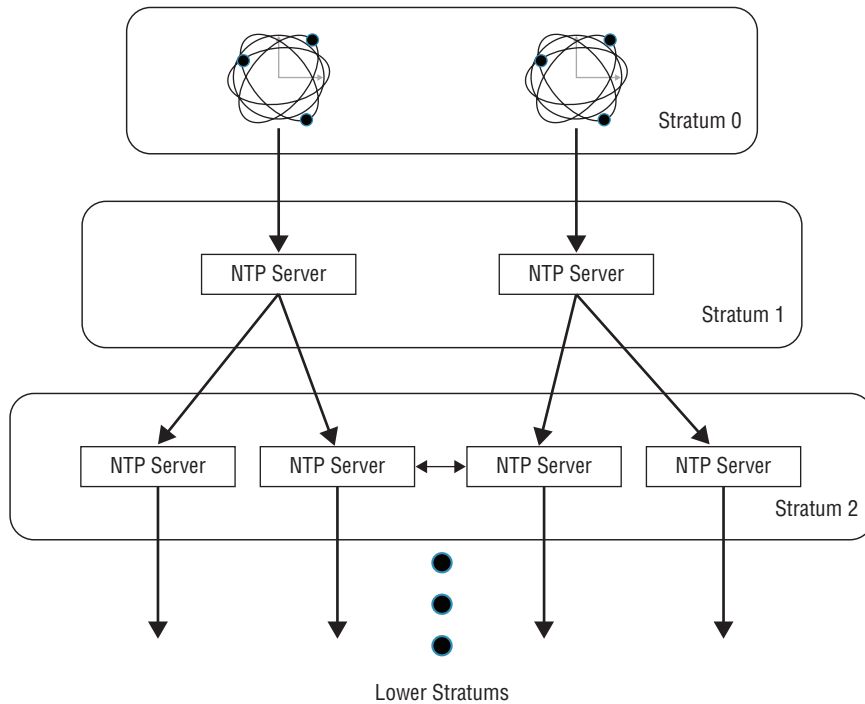 Stratum 0
NTP Server
NTP Server
Stratum 1
NTP Server
NTP Server
NTP Server
NTP Server
Stratum 2
Lower Stratums